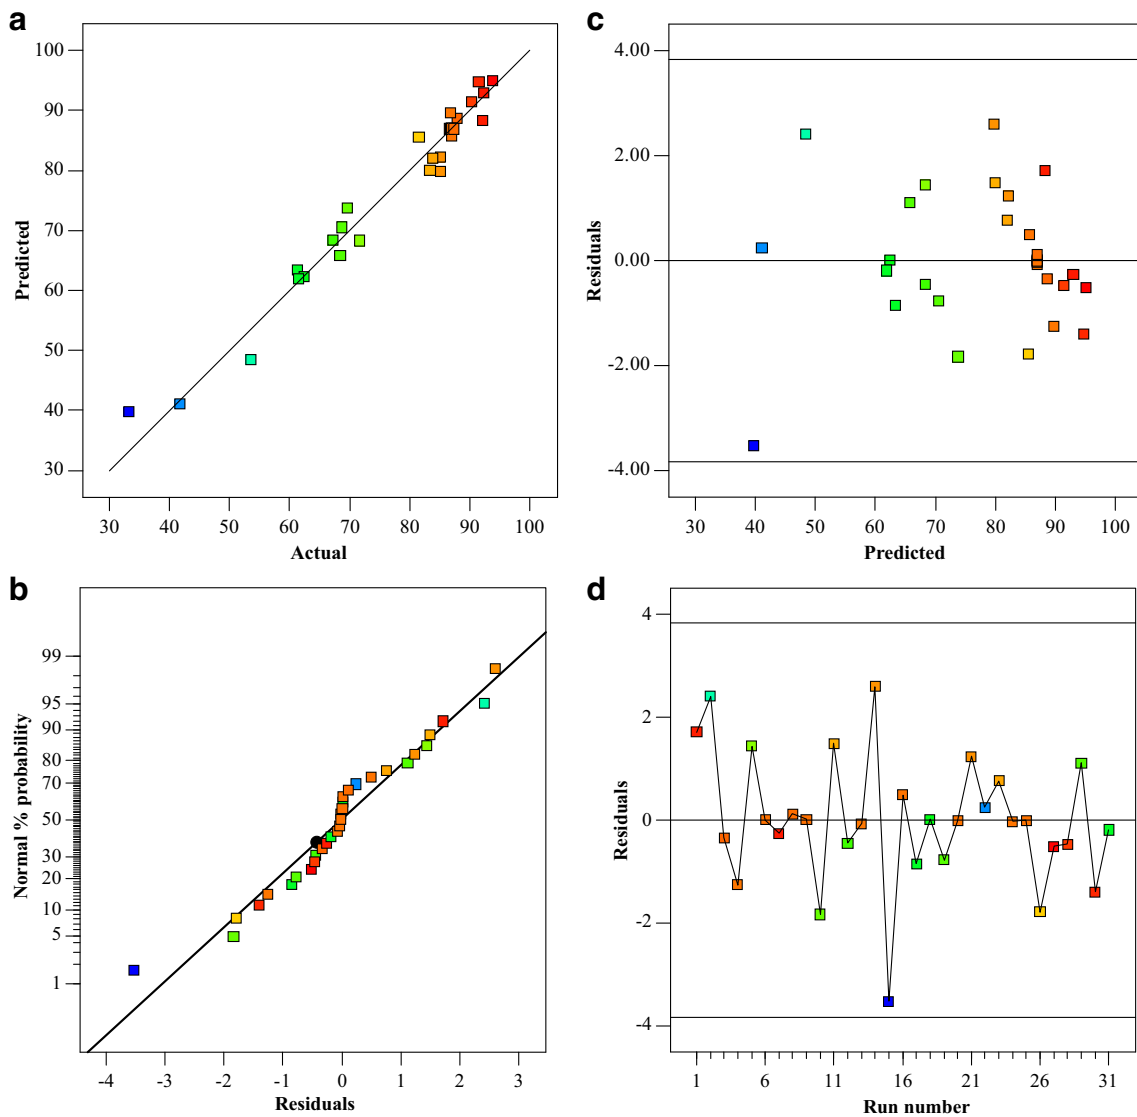 a
100
90
80
70
60
50
40
30
Predicted
30 40 50 60 70 80 90 100
Actual
c
4.00
2.00
0.00
-2.00
-4.00
Residuals
30 40 50 60 70 80 90 100
Predicted
b
99
95
90
80
70
50
30
20
10
5
1
Normal % probability
-4 -3 -2 -1 0 1 2 3
Residuals
d
4
2
0
-2
-4
Residuals
1 6 11 16 21 26 31
Run number